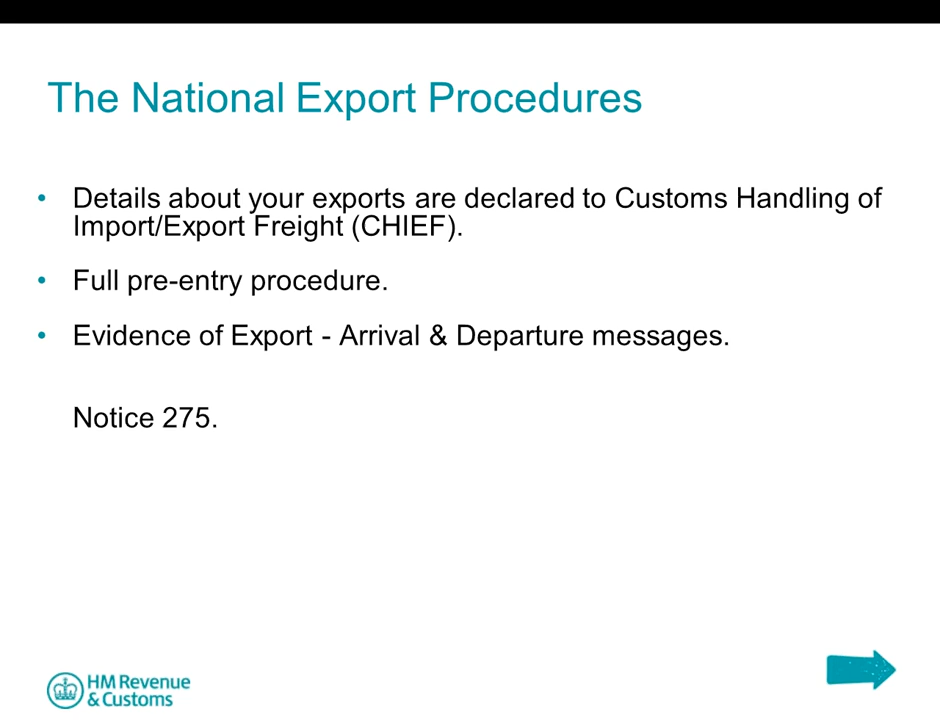 The National Export Procedures
• Details about your exports are declared to Customs Handling of
Import/Export Freight (CHIEF).
• Full pre-entry procedure.
• Evidence of Export - Arrival & Departure messages.
Notice 275.
HM Revenue
& Customs